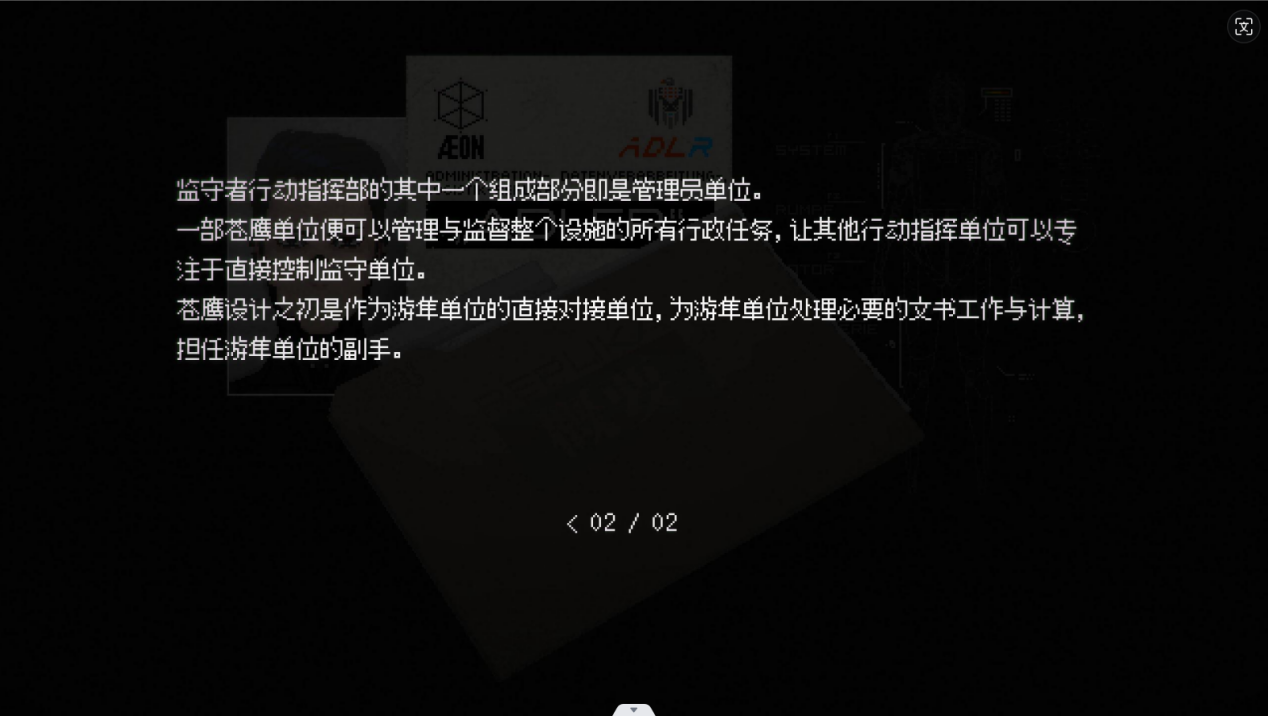 ÆON
ADLR
ADMINISTRATION- DATENVERARBEITUNG-
SYSTEM
监守者行动指挥部的其中一个组成部分即是管理员单位。
一部苍鹰单位便可以管理与监督整个设施的所有行政任务，让其他行动指挥单位可以专
注于直接控制监守单位。
苍鹰设计之初是作为游隼单位的直接对接单位，为游隼单位处理必要的文书工作与计算，
担任游隼单位的副手。
< 02 / 02